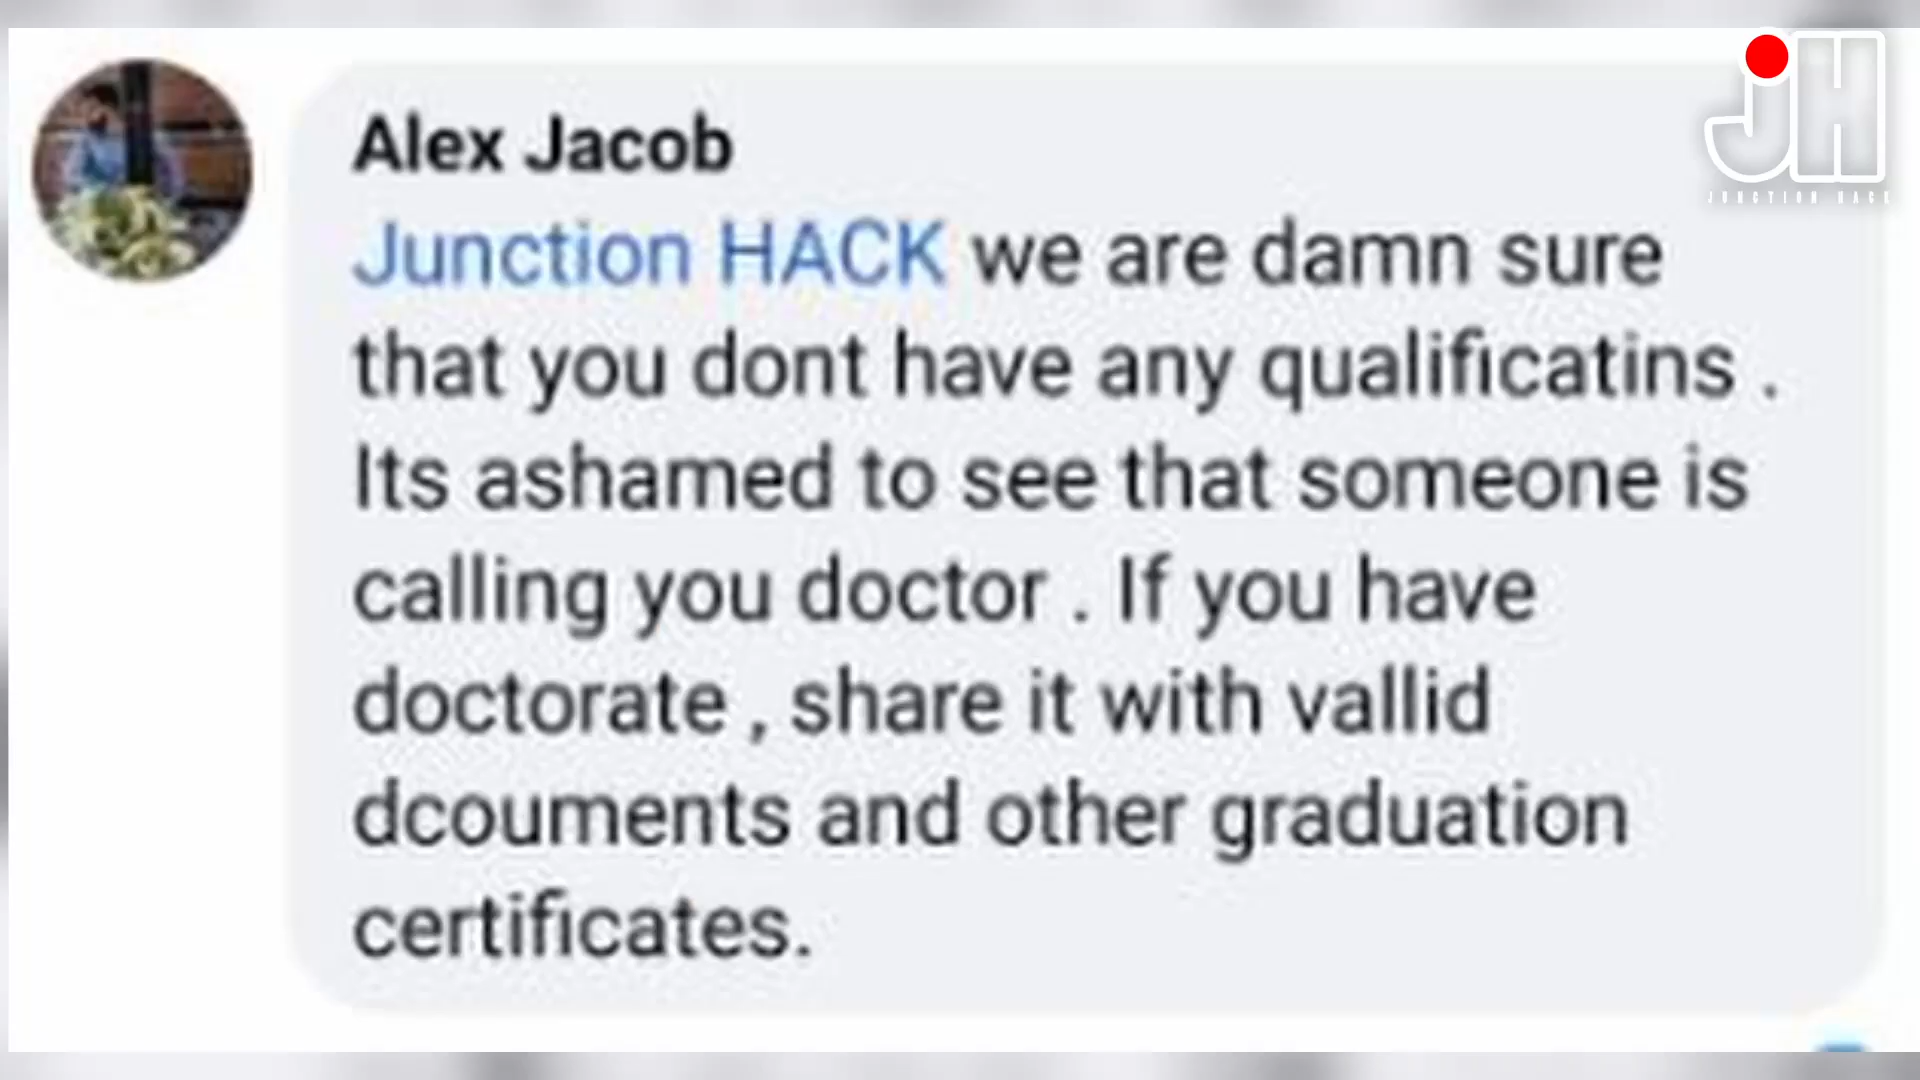 JH
JUNCTION HACK
Alex Jacob
Junction HACK we are damn sure
that you dont have any qualificatins .
Its ashamed to see that someone is
calling you doctor . If you have
doctorate , share it with vallid
dcouments and other graduation
certificates.